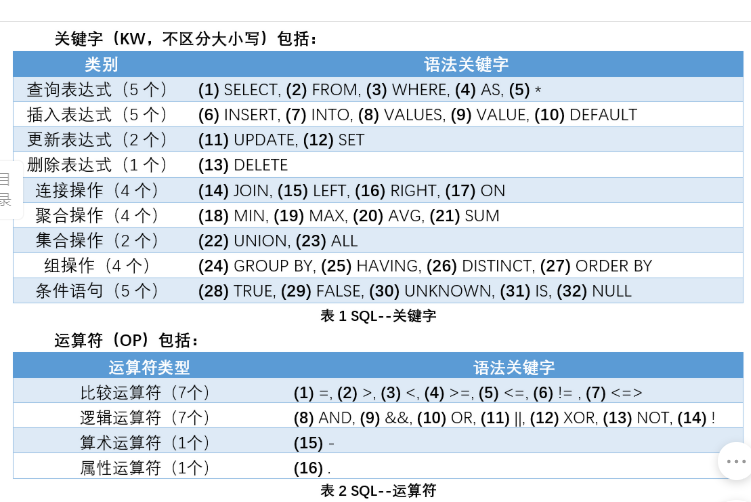 关键字（KW，不区分大小写）包括：
类别 语法关键字
查询表达式（5 个） (1) SELECT, (2) FROM, (3) WHERE, (4) AS, (5) *
插入表达式（5 个） (6) INSERT, (7) INTO, (8) VALUES, (9) VALUE, (10) DEFAULT
更新表达式（2 个） (11) UPDATE, (12) SET
删除表达式（1 个） (13) DELETE
目录
连接操作（4 个） (14) JOIN, (15) LEFT, (16) RIGHT, (17) ON
聚合操作（4 个） (18) MIN, (19) MAX, (20) AVG, (21) SUM
集合操作（2 个） (22) UNION, (23) ALL
组操作（4 个） (24) GROUP BY, (25) HAVING, (26) DISTINCT, (27) ORDER BY
条件语句（5 个） (28) TRUE, (29) FALSE, (30) UNKNOWN, (31) IS, (32) NULL
表 1 SQL--关键字
运算符（OP）包括：
运算符类型 语法关键字
比较运算符（7个） (1) =, (2) >, (3) <, (4) >=, (5) <=, (6) != , (7) <=>
逻辑运算符（7个） (8) AND, (9) &&, (10) OR, (11) ||, (12) XOR, (13) NOT, (14) !
算术运算符（1个） (15) -
属性运算符（1个） (16) .
表 2 SQL--运算符